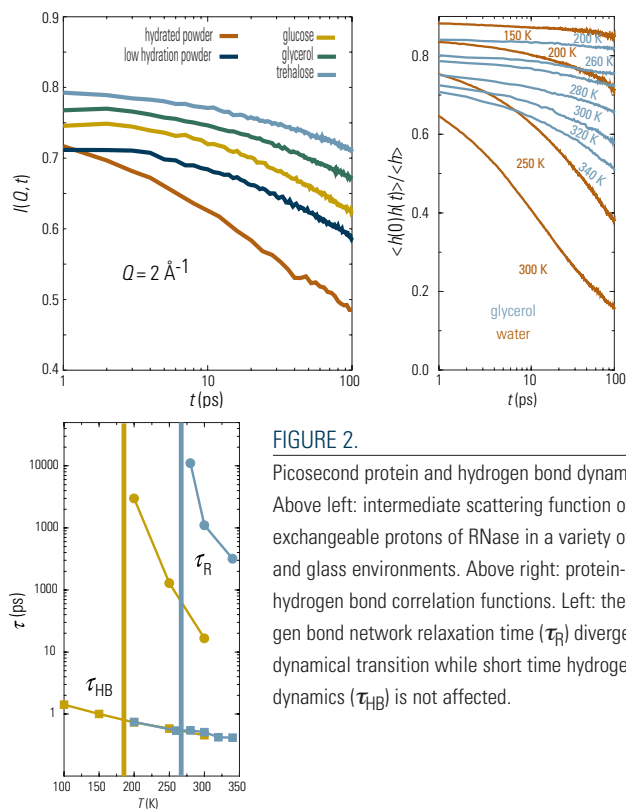 0.9
0.8
0.7
0.6
0.5
0.4
I(Q, t)
hydrated powder
low hydration powder
glucose
glycerol
trehalose
Q = 2 Å-1
1
10
100
t (ps)
1.0
0.8
0.6
0.4
0.2
0.0
<h(0)h(t)>/<h>
150 K
200 K
200 K
260 K
280 K
300 K
320 K
340 K
250 K
300 K
glycerol
water
1
10
100
t (ps)
10000
1000
100
10
1
τ (ps)
τR
τHB
100
150
200
250
300
350
T (K)
FIGURE 2.
Picosecond protein and hydrogen bond dynam
Above left: intermediate scattering function o
exchangeable protons of RNase in a variety o
and glass environments. Above right: protein-
hydrogen bond correlation functions. Left: the
gen bond network relaxation time (τR) diverge
dynamical transition while short time hydroge
dynamics (τHB) is not affected.